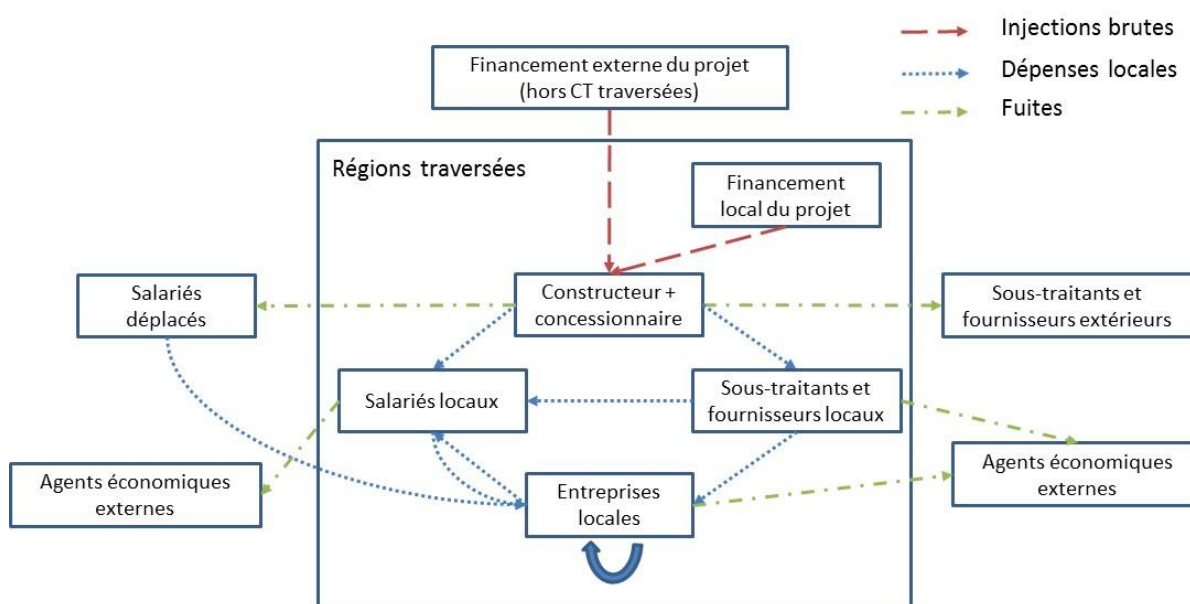 Injections brutes
Dépenses locales
Fuites
Financement externe du projet
(hors CT traversées)
Régions traversées
Financement
local du projet
Salariés
déplacés
Constructeur +
concessionnaire
Sous-traitants et
fournisseurs extérieurs
Salariés locaux
Sous-traitants et
fournisseurs locaux
Agents économiques
externes
Entreprises
locales
Agents économiques
externes